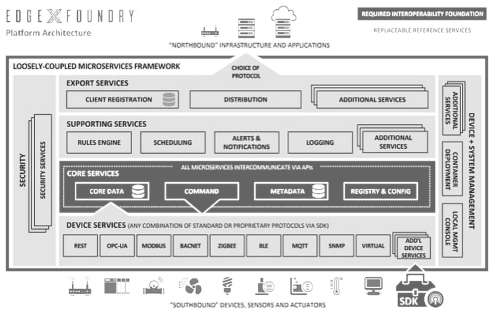 EDGE X FOUNDRY
Platform Architecture
REQUIRED INTEROPERABILITY FOUNDATION
REPLACEABLE REFERENCE SERVICES
"NORTHBOUND" INFRASTRUCTURE AND APPLICATIONS
LOOSELY-COUPLED MICROSERVICES FRAMEWORK
CHOICE OF
PROTOCOL
EXPORT SERVICES
CLIENT REGISTRATION
DISTRIBUTION
ADDITIONAL SERVICES
SUPPORTING SERVICES
RULES ENGINE
SCHEDULING
ALERTS &
NOTIFICATIONS
LOGGING
ADDITIONAL
SERVICES
ALL MICROSERVICES INTERCOMMUNICATE VIA APIs
CORE SERVICES
CORE DATA
COMMAND
METADATA
REGISTRY & CONFIG
DEVICE SERVICES (ANY COMBINATION OF STANDARD OR PROPRIETARY PROTOCOLS VIA SDK)
REST
OPC-UA
MODBUS
BACNET
ZIGBEE
BLE
MQTT
SNMP
VIRTUAL
ADD'L
DEVICE
SERVICES
SECURITY
SECURITY SERVICES
ADDITIONAL
SERVICES
CONTAINER
DEPLOYMENT
LOCAL MGMT
CONSOLE
DEVICE + SYSTEM MANAGEMENT
SDK
"SOUTHBOUND" DEVICES, SENSORS AND ACTUATORS